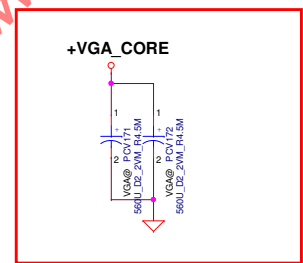 +VGA_CORE
1
1
+
+
2
2
VGA@ PCV171
560U_D2_2VM_R4.5M
VGA@ PCV172
560U_D2_2VM_R4.5M